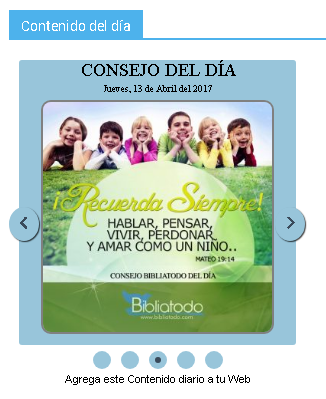 Contenido del día
CONSEJO DEL DÍA
Jueves, 13 de Abril del 2017
¡Recuerda Siempre!
HABLAR, PENSAR,
VIVIR, PERDONAR
Y AMAR COMO UN NIÑO..
MATEO 19:14
CONSEJO BIBLIATODO DEL DÍA
Bibliatodo
www.bibliatodo.com
Agrega este Contenido diario a tu Web